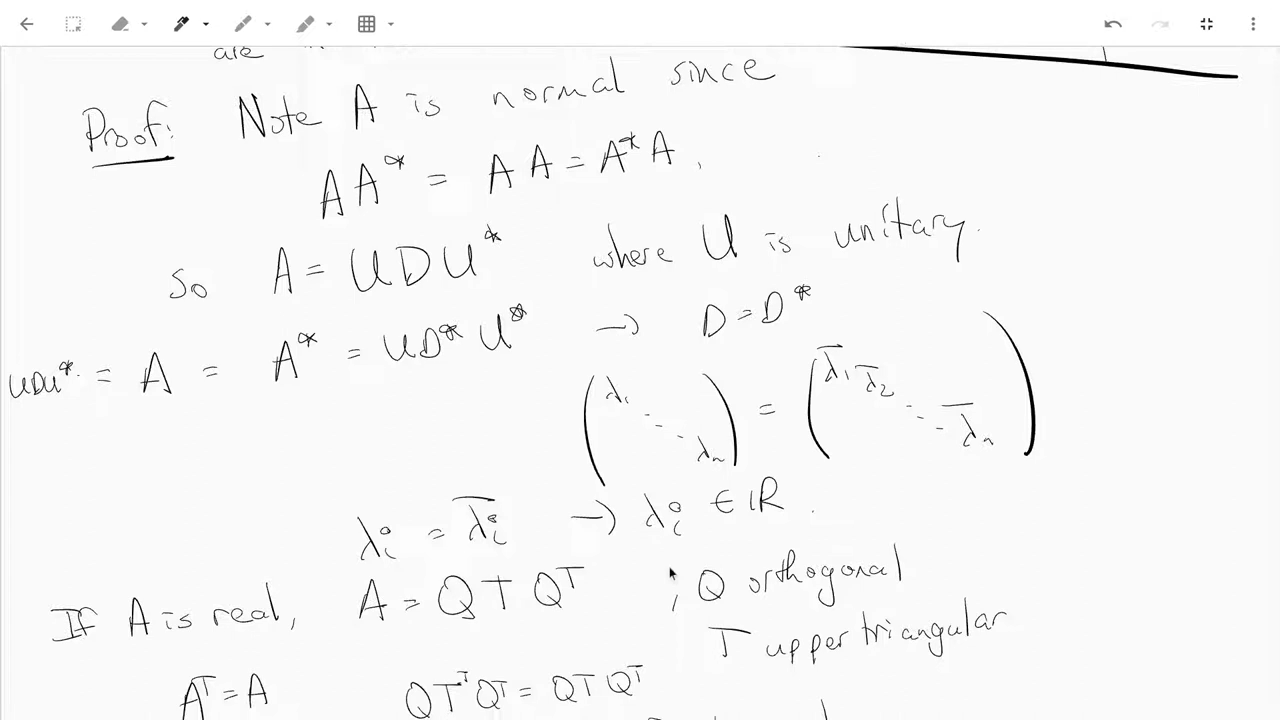 are
Proof: Note A is normal since
AA* = AA = A*A,
so A = UDU* where U is unitary.
UDU* = A = A* = UD*U* → D = D*
(λ₁ ⋱ λₙ) = (λ̅₁ λ̅₂ ⋱ λ̅ₙ)
λᵢ = λ̅ᵢ → λᵢ ∈ ℝ.
If A is real, A = QTQᵀ, Q orthogonal
T upper triangular
Aᵀ = A QTᵀQᵀ = QTQᵀ